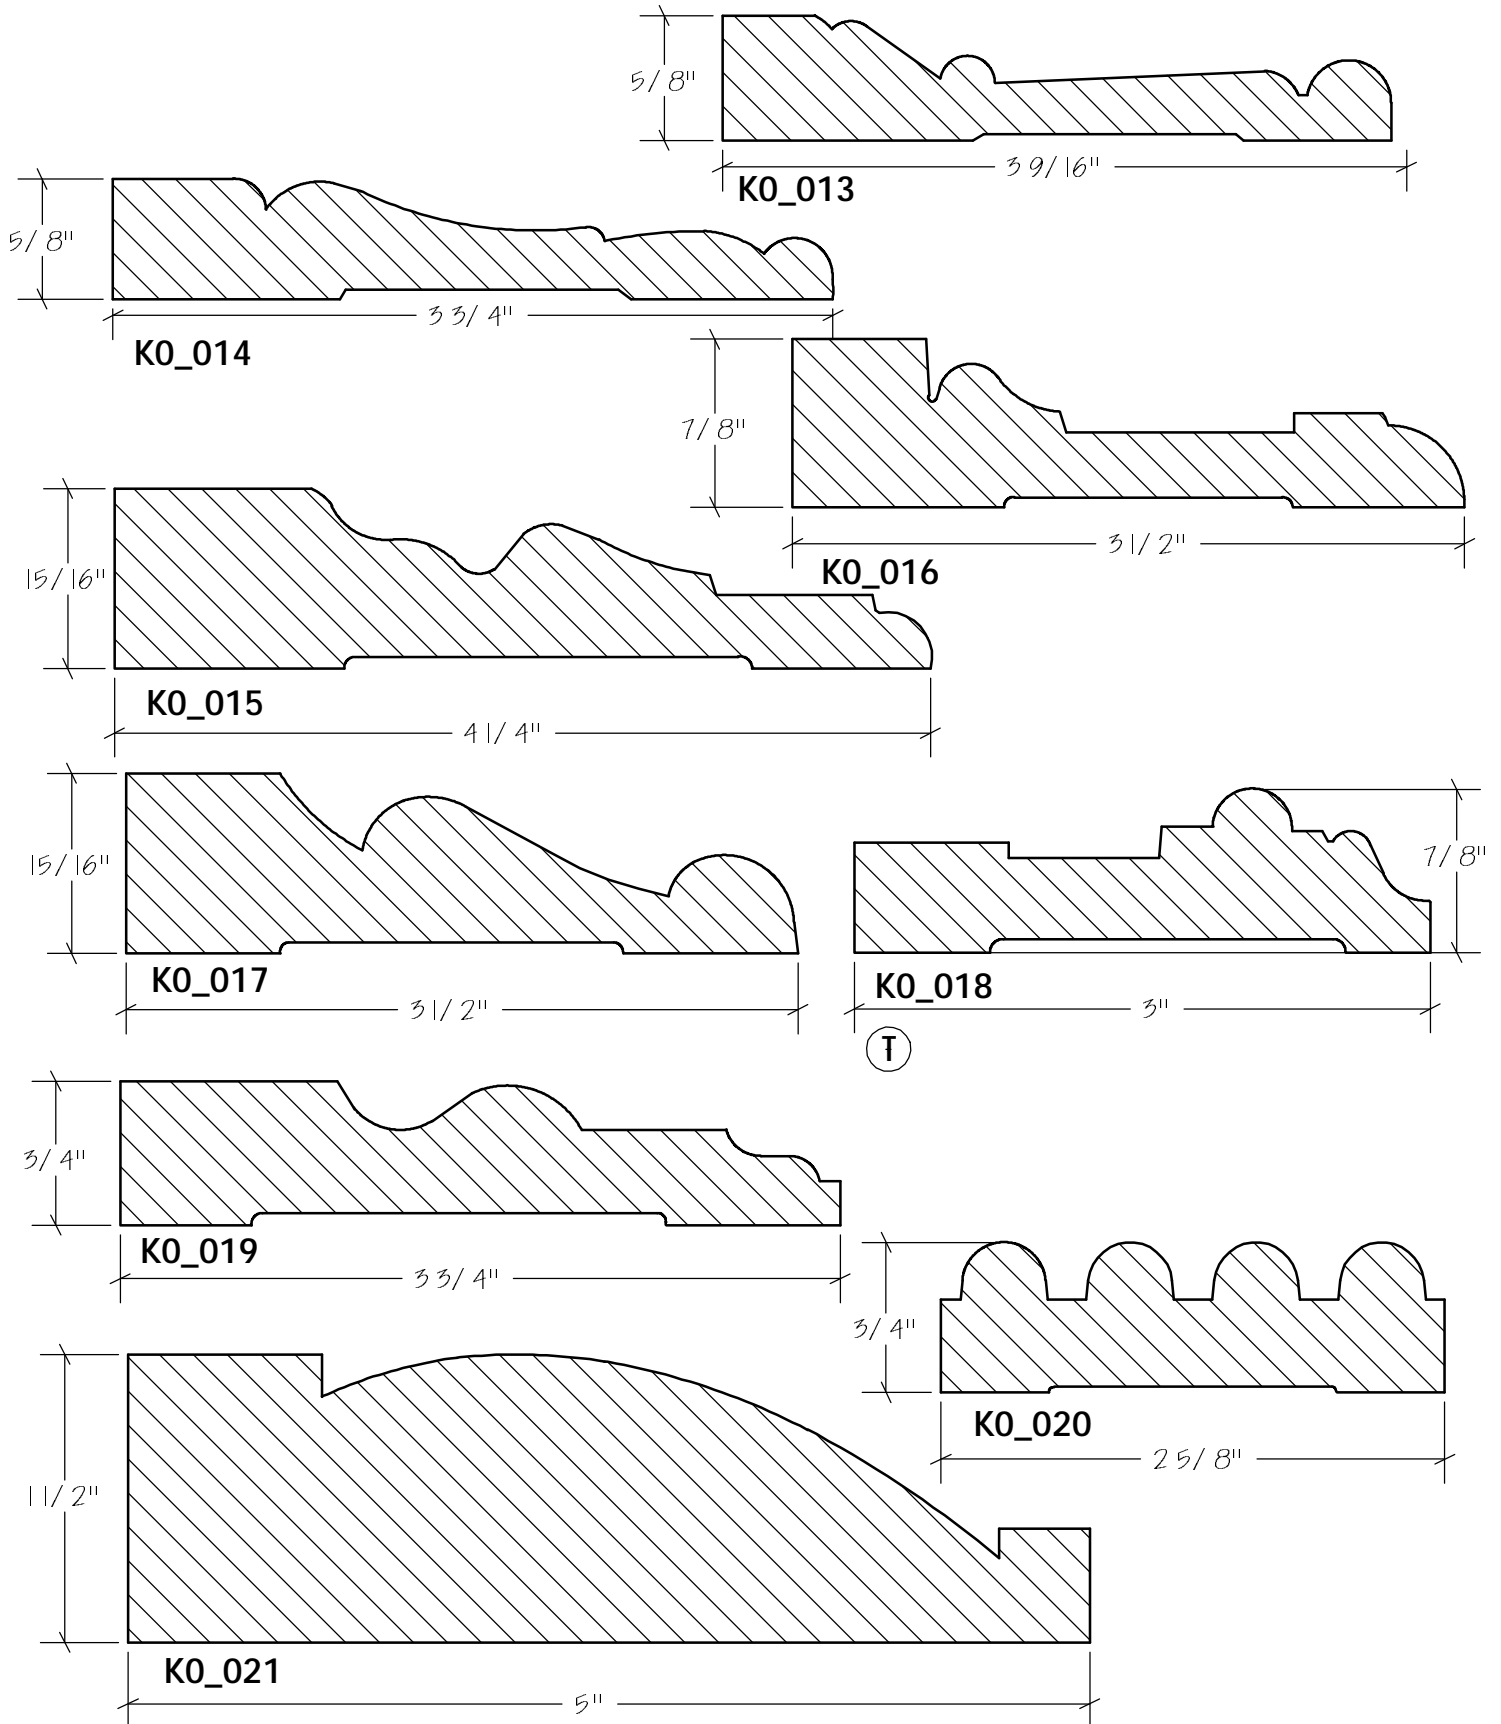 5/8"
3 9/16"
K0_013
5/8"
3 3/4"
K0_014
7/8"
3 1/2"
K0_016
15/16"
K0_015
4 1/4"
15/16"
K0_017
3 1/2"
7/8"
K0_018
3"
T
3/4"
K0_019
3 3/4"
3/4"
K0_020
2 5/8"
1 1/2"
K0_021
5"